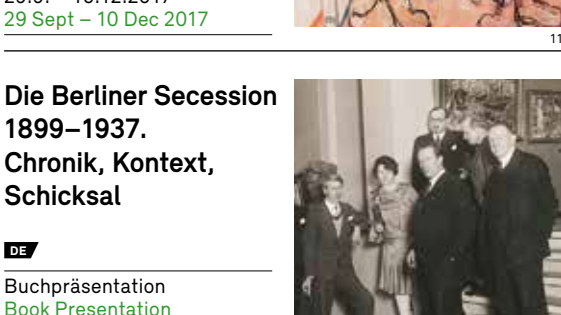 29 Sept – 10 Dec 2017
11
Die Berliner Secession
1899–1937.
Chronik, Kontext,
Schicksal
DE
Buchpräsentation
Book Presentation